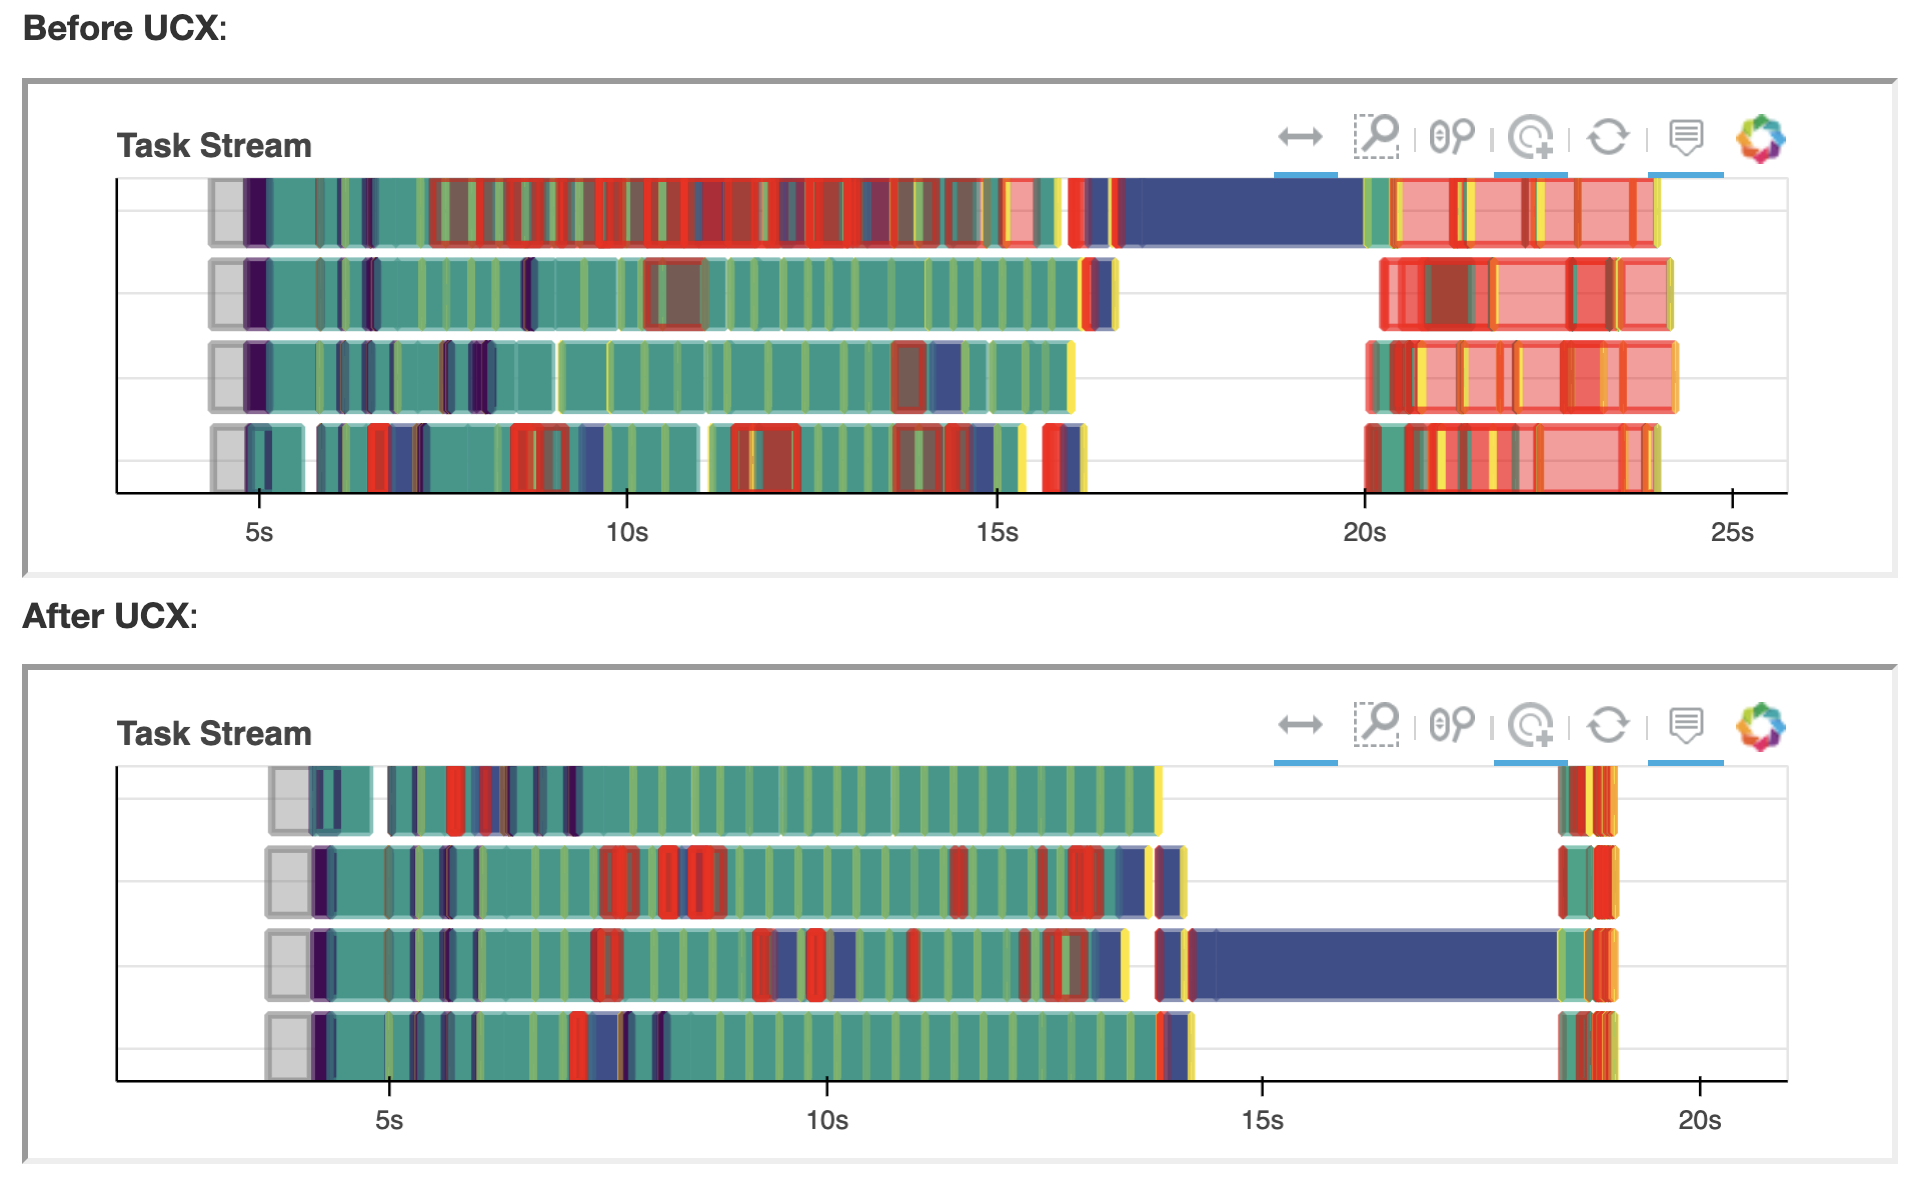 Before UCX:
Task Stream
5s 10s 15s 20s 25s
After UCX:
Task Stream
5s 10s 15s 20s